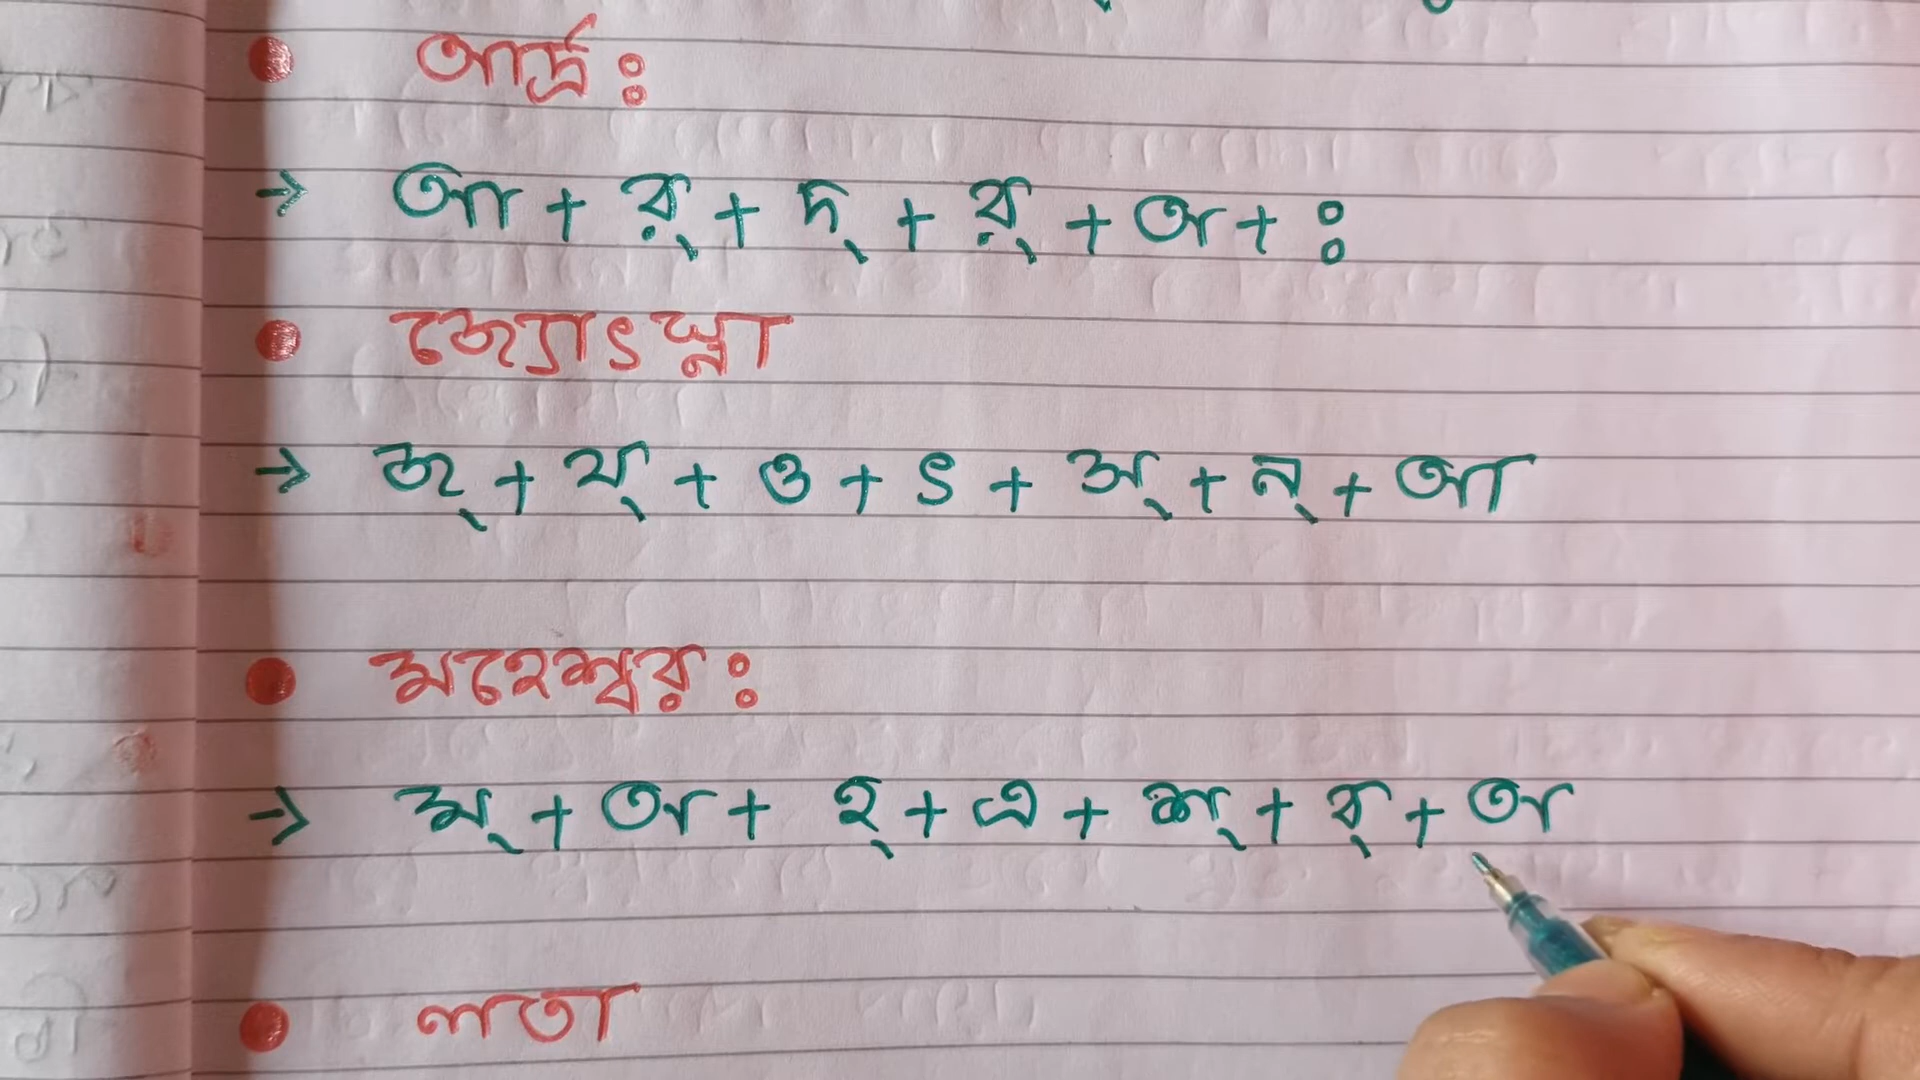 ● আর্দ্রঃ
→ আ + র্ + দ্ + র্ + অ + ঃ
● জ্যোৎস্না
→ জ্ + য্ + ও + ৎ + স্ + ন্ + আ
● মহেশ্বরঃ
→ ম্ + অ + হ্ + এ + শ্ + ব্ + অ
● লতা